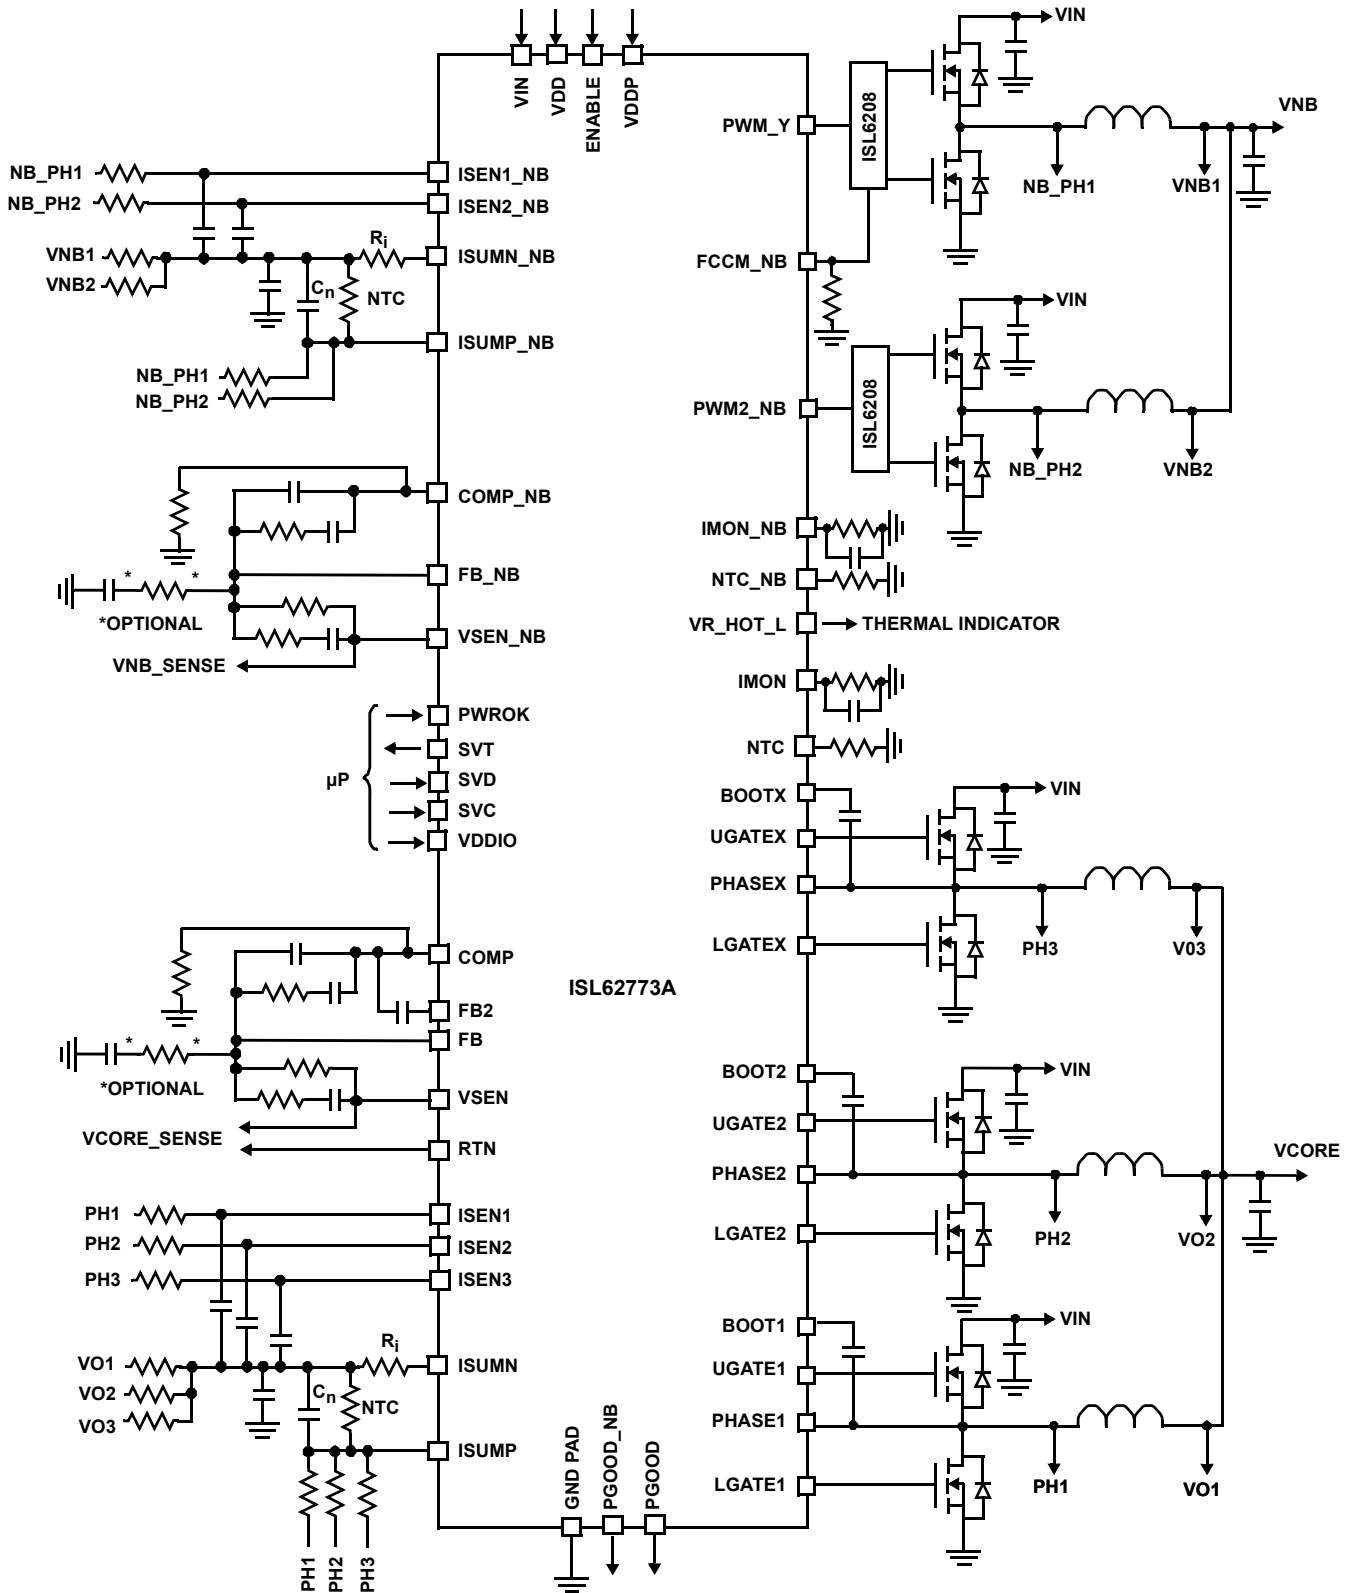 VIN
VDD
ENABLE
VDDP
NB_PH1
NB_PH2
VNB1
VNB2
Ri
Cn
NTC
NB_PH1
NB_PH2
ISEN1_NB
ISEN2_NB
ISUMN_NB
ISUMP_NB
COMP_NB
FB_NB
VSEN_NB
* *
*OPTIONAL
VNB_SENSE
µP
PWROK
SVT
SVD
SVC
VDDIO
COMP
FB2
FB
VSEN
RTN
* *
*OPTIONAL
VCORE_SENSE
PH1
PH2
PH3
ISEN1
ISEN2
ISEN3
VO1
VO2
VO3
Ri
Cn
NTC
ISUMN
ISUMP
PH1
PH2
PH3
ISL62773A
GND PAD
PGOOD_NB
PGOOD
PWM_Y
FCCM_NB
PWM2_NB
IMON_NB
NTC_NB
VR_HOT_L
THERMAL INDICATOR
IMON
NTC
BOOTX
UGATEX
PHASEX
LGATEX
BOOT2
UGATE2
PHASE2
LGATE2
BOOT1
UGATE1
PHASE1
LGATE1
ISL6208
VIN
NB_PH1
VNB1
VNB
ISL6208
VIN
NB_PH2
VNB2
VIN
PH3
V03
VIN
PH2
VO2
VCORE
VIN
PH1
VO1